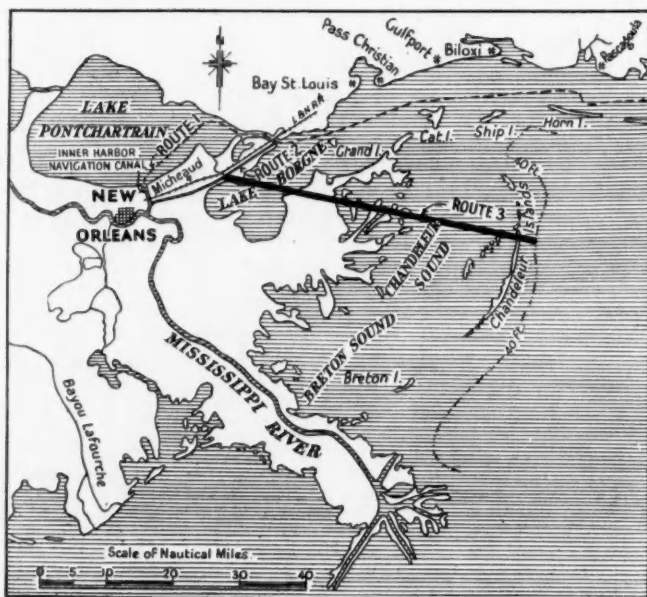 N
Pass Christian
Gulfport
Biloxi
Pascagoula
Bay St. Louis
L&N R.R.
LAKE
PONTCHARTRAIN
ROUTE-1
INNER HARBOR
NAVIGATION CANAL
Micheaud
ROUTE-2
LAKE BORGNE
Grand I.
Cat. I.
Ship I.
Horn I.
40 Ft.
NEW
ORLEANS
ROUTE 3
CHANDELEUR
SOUND
Chandeleur Islands
40 Ft.
BRETON SOUND
Breton I.
MISSISSIPPI
RIVER
Bayou Lafourche
Scale of Nautical Miles
0 5 10 20 30 40